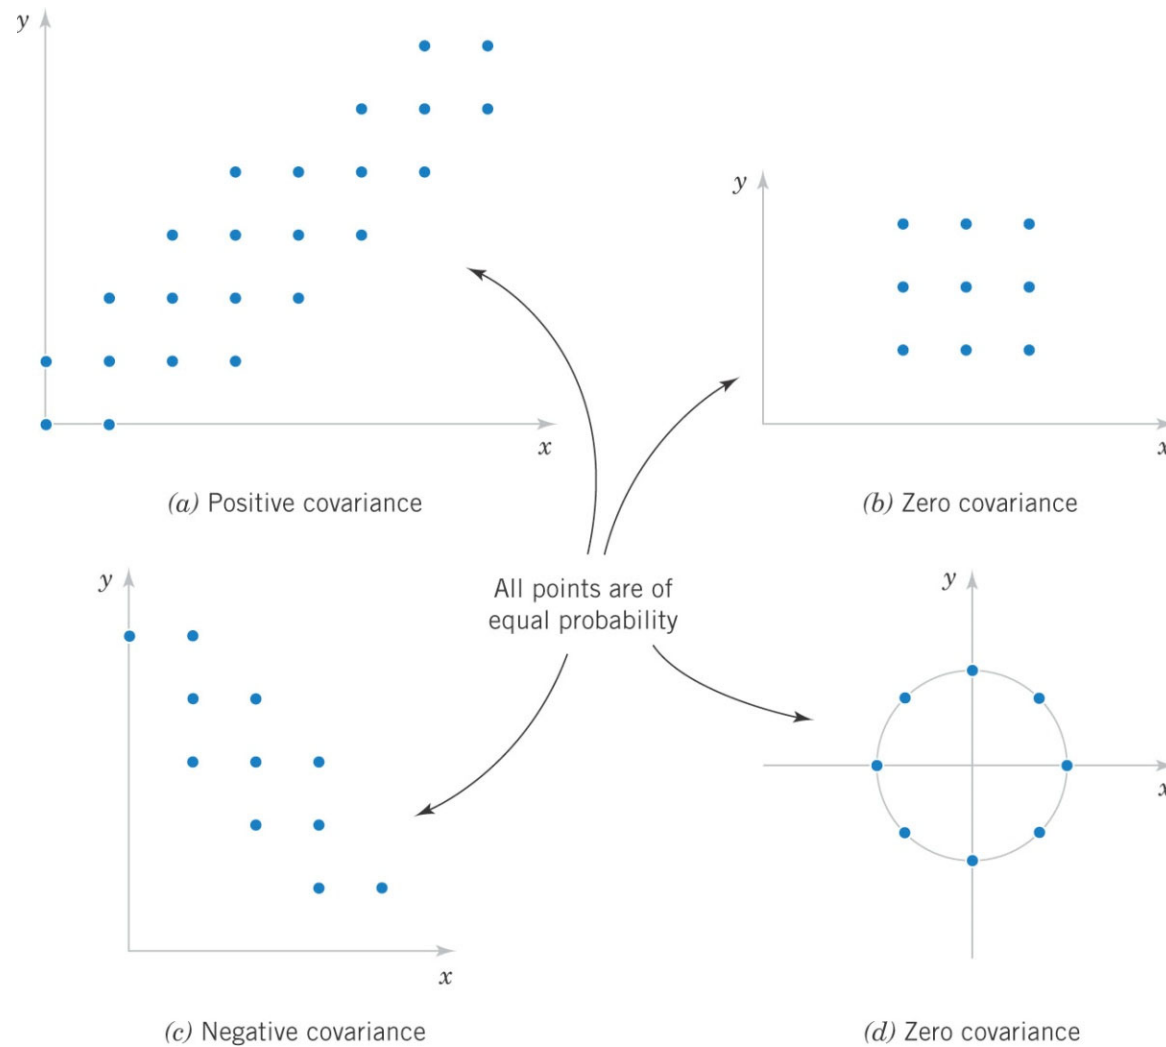 y
x
(a) Positive covariance
y
x
(b) Zero covariance
All points are of
equal probability
y
x
(c) Negative covariance
y
x
(d) Zero covariance